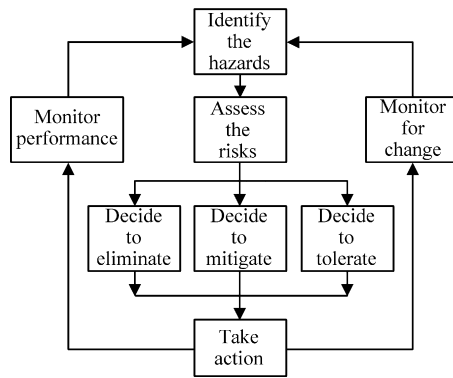 Identify
the
hazards
Monitor
performance
Assess
the
risks
Monitor
for
change
Decide
to
eliminate
Decide
to
mitigate
Decide
to
tolerate
Take
action